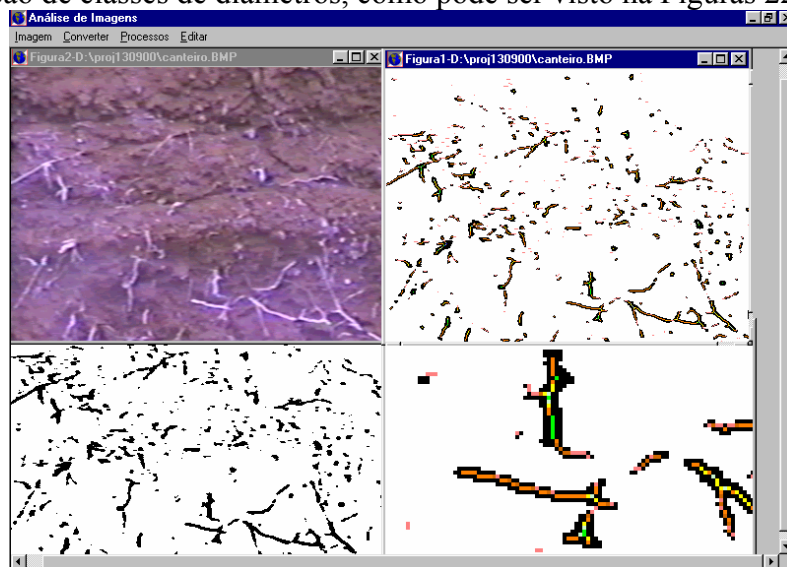 de classes de diâmetros, como pode ser visto na Figuras 22
Análise de Imagens
Imagem Converter Processos Editar
Figura2-D:\proj130900\canteiro.BMP
Figura1-D:\proj130900\canteiro.BMP